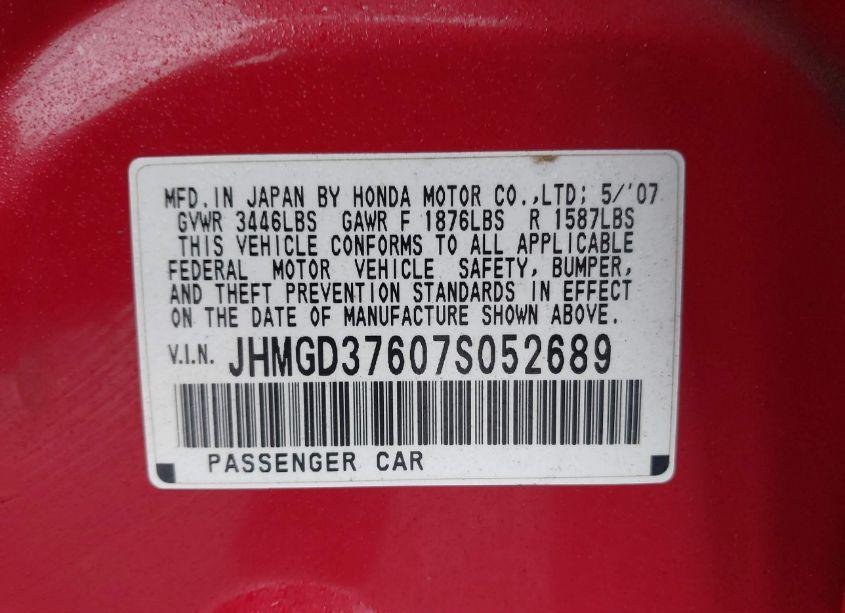 MFD.IN JAPAN BY HONDA MOTOR CO.,LTD; 5/'07
GVWR 3446LBS GAWR F 1876LBS R 1587LBS
THIS VEHICLE CONFORMS TO ALL APPLICABLE
FEDERAL MOTOR VEHICLE SAFETY, BUMPER,
AND THEFT PREVENTION STANDARDS IN EFFECT
ON THE DATE OF MANUFACTURE SHOWN ABOVE.
V.I.N. JHMGD37607S052689
PASSENGER CAR